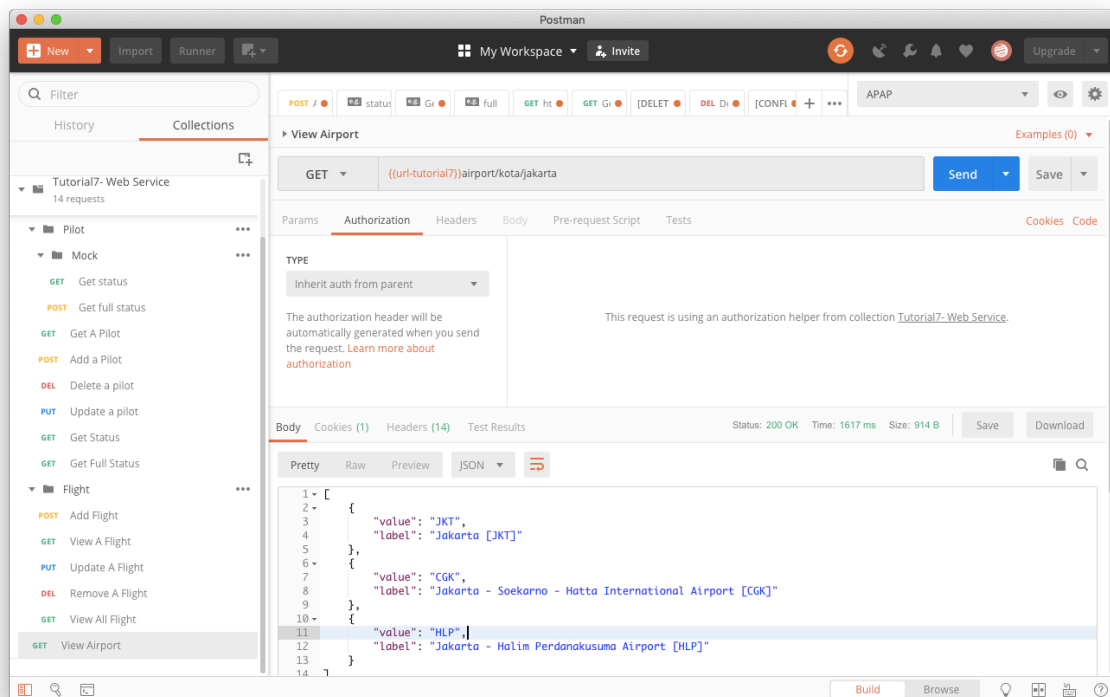 Postman
New
Import
Runner
My Workspace
Invite
Upgrade
Filter
History
Collections
Tutorial7- Web Service
14 requests
Pilot
Mock
GET Get status
POST Get full status
GET Get A Pilot
POST Add a Pilot
DEL Delete a pilot
PUT Update a pilot
GET Get Status
GET Get Full Status
Flight
POST Add Flight
GET View A Flight
PUT Update A Flight
DEL Remove A Flight
GET View All Flight
GET View Airport
POST
e.g. status
e.g.
e.g. full
GET ht
GET
[DELET
DEL
[CONFL
APAP
View Airport
Examples (0)
GET
{{url-tutorial7}}airport/kota/jakarta
Send
Save
Params Authorization Headers Body Pre-request Script Tests
Cookies Code
TYPE
Inherit auth from parent
The authorization header will be
automatically generated when you send
the request. Learn more about
authorization
This request is using an authorization helper from collection Tutorial7- Web Service.
Body Cookies (1) Headers (14) Test Results
Status: 200 OK Time: 1617 ms Size: 914 B
Save
Download
Pretty Raw Preview
JSON
1 [
2 {
3 "value": "JKT",
4 "label": "Jakarta [JKT]"
5 },
6 {
7 "value": "CGK",
8 "label": "Jakarta - Soekarno - Hatta International Airport [CGK]"
9 },
10 {
11 "value": "HLP",
12 "label": "Jakarta - Halim Perdanakusuma Airport [HLP]"
13 }
14 ]
Build
Browse